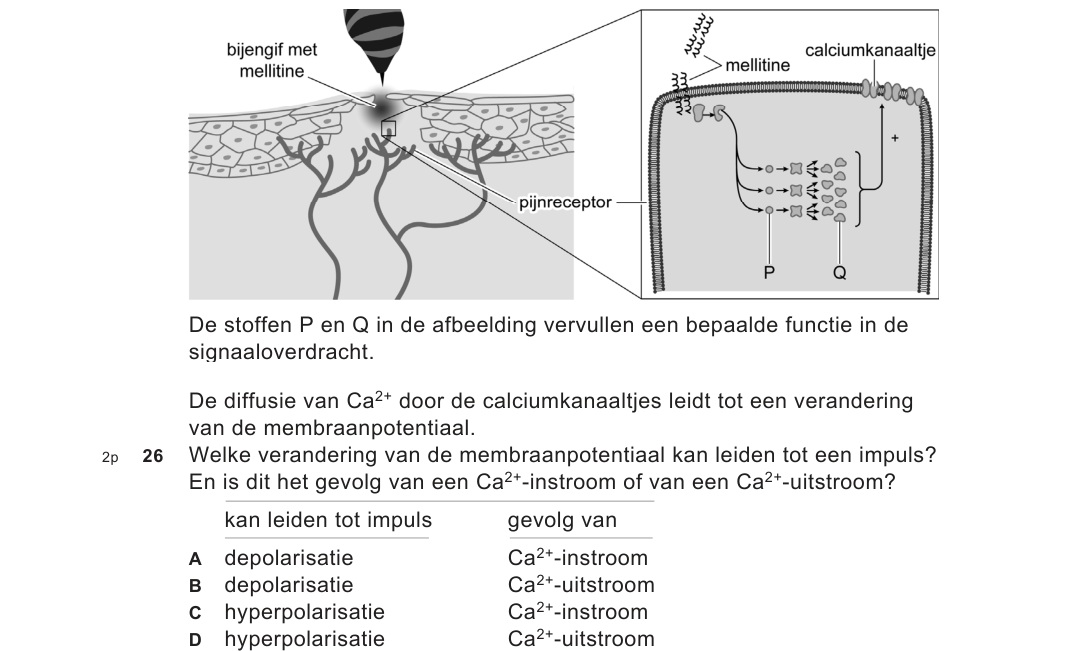 bijengif met
mellitine
mellitine
calciumkanaaltje
+
pijnreceptor
P
Q
De stoffen P en Q in de afbeelding vervullen een bepaalde functie in de
signaaloverdracht.
De diffusie van Ca²⁺ door de calciumkanaaltjes leidt tot een verandering
van de membraanpotentiaal.
2p 26 Welke verandering van de membraanpotentiaal kan leiden tot een impuls?
En is dit het gevolg van een Ca²⁺-instroom of van een Ca²⁺-uitstroom?
kan leiden tot impuls gevolg van
A depolarisatie Ca²⁺-instroom
B depolarisatie Ca²⁺-uitstroom
C hyperpolarisatie Ca²⁺-instroom
D hyperpolarisatie Ca²⁺-uitstroom